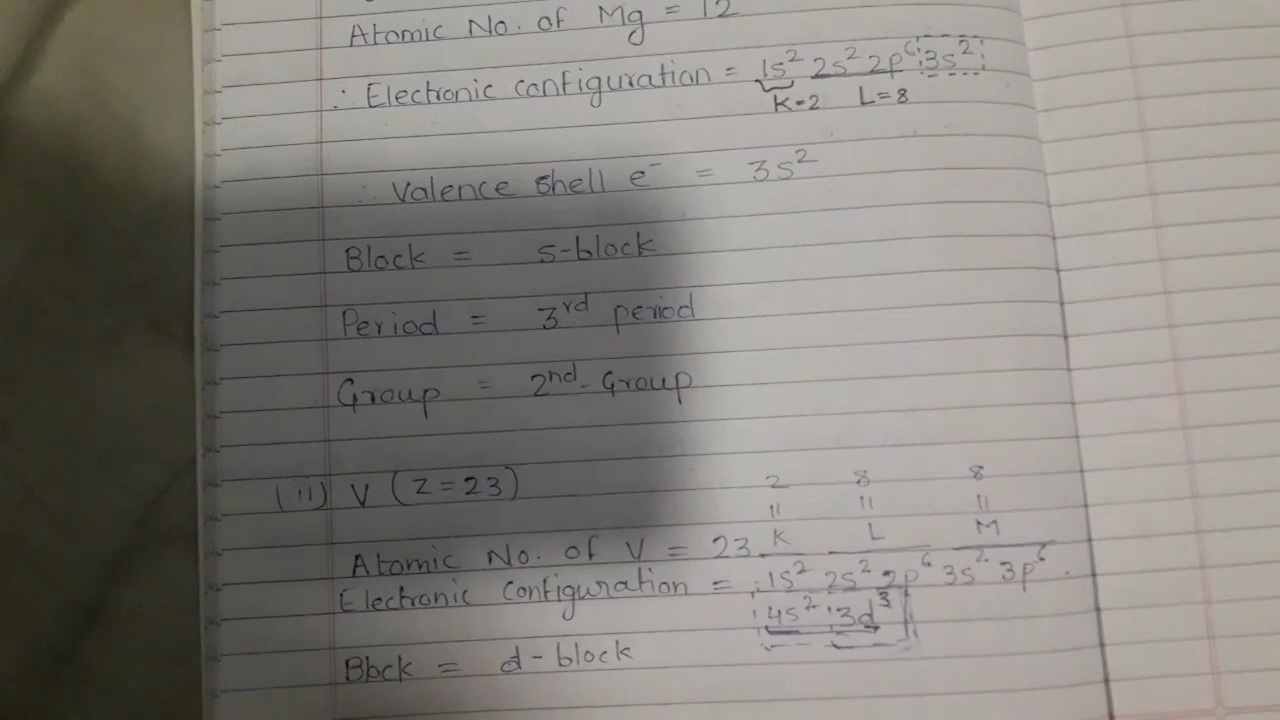 Atomic No. of Mg = 12
∴ Electronic configuration = 1s² 2s² 2p⁶ 3s²
K=2 L=8
∴ Valence shell e⁻ = 3s²
Block = s-block
Period = 3rd period
Group = 2nd Group
(ii) V (Z=23)
2 8 8
= = =
K L M
Atomic No. of V = 23
Electronic Configuration = 1s² 2s² 2p⁶ 3s² 3p⁶
4s² 3d³
Block = d-block